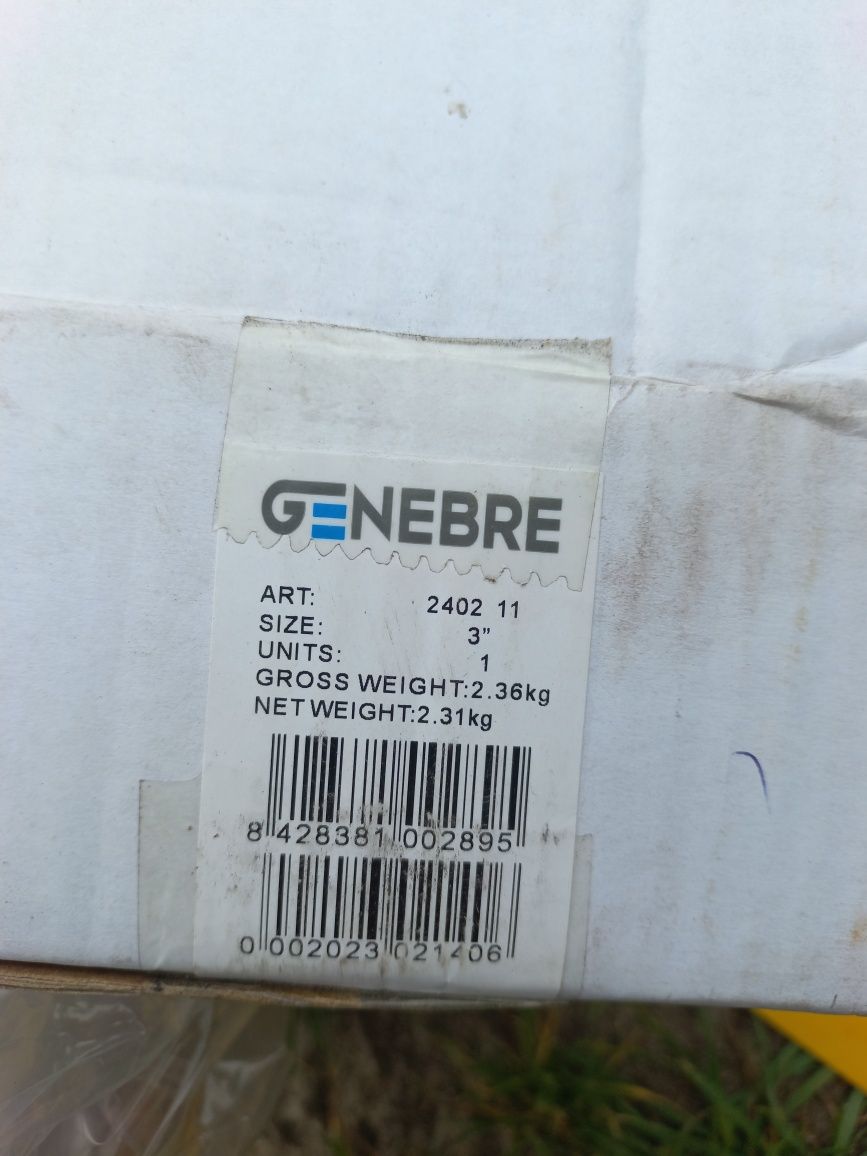 GENEBRE
ART: 2402 11
SIZE: 3"
UNITS: 1
GROSS WEIGHT:2.36kg
NET WEIGHT:2.31kg
8 428381 002895
0 002023 021406